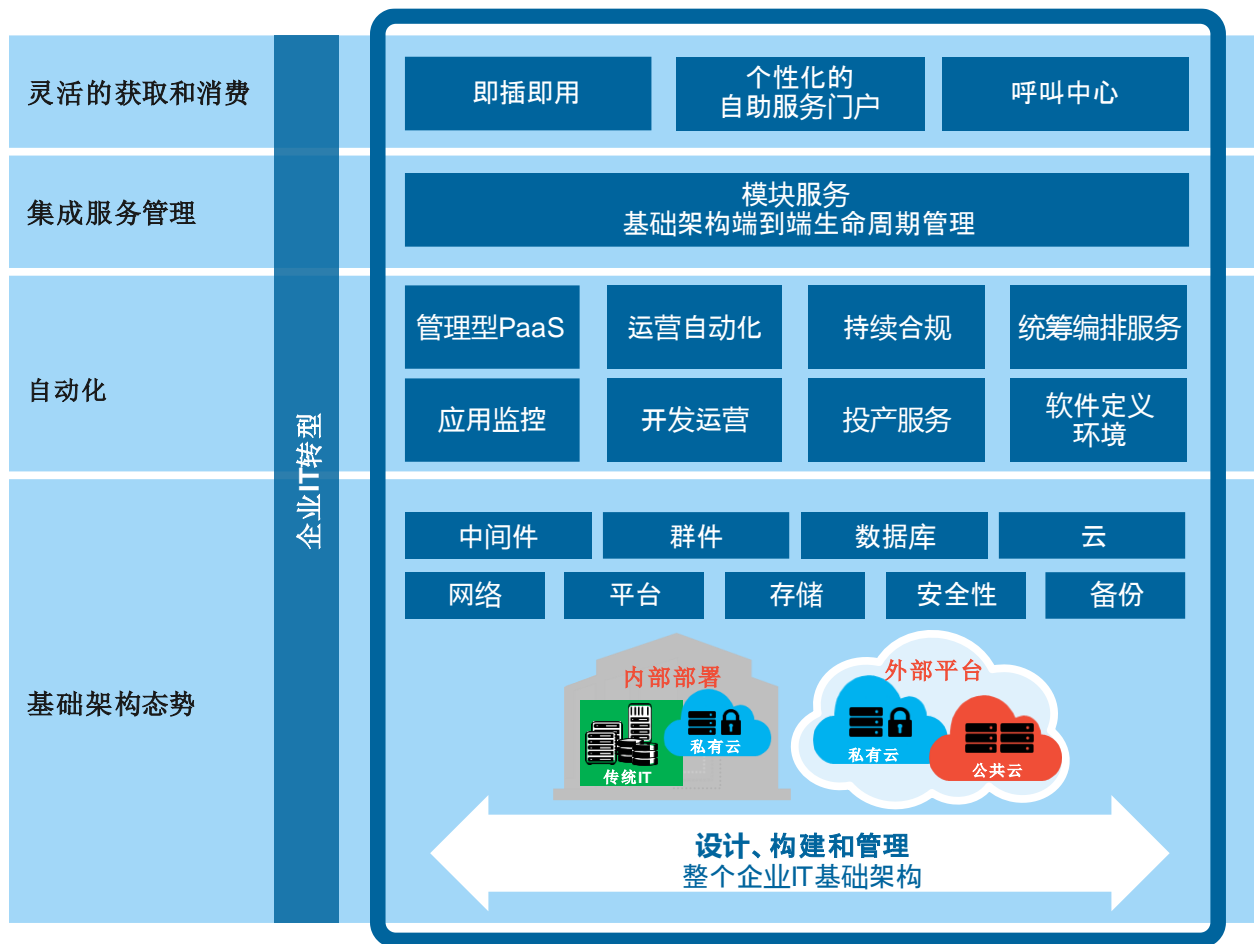 灵活的获取和消费
即插即用
个性化的
自助服务门户
呼叫中心
集成服务管理
模块服务
基础架构端到端生命周期管理
自动化
管理型PaaS
运营自动化
持续合规
统筹编排服务
应用监控
开发运营
投产服务
软件定义
环境
企业IT转型
基础架构态势
中间件
群件
数据库
云
网络
平台
存储
安全性
备份
内部部署
传统IT
私有云
外部平台
私有云
公共云
设计、构建和管理
整个企业IT基础架构